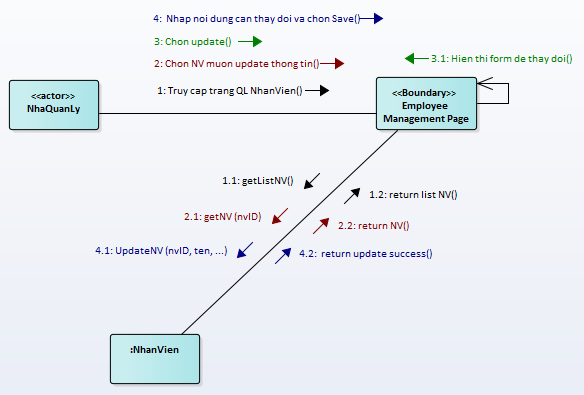 4: Nhap noi dung can thay doi va chon Save()
3: Chon update()
3.1: Hien thi form de thay doi()
2: Chon NV muon update thong tin()
1: Truy cap trang QL NhanVien()
<<actor>>
NhaQuanLy
<<Boundary>>
Employee
Management Page
1.1: getListNV()
1.2: return list NV()
2.1: getNV (nvID)
2.2: return NV()
4.1: UpdateNV (nvID, ten, ...)
4.2: return update success()
:NhanVien